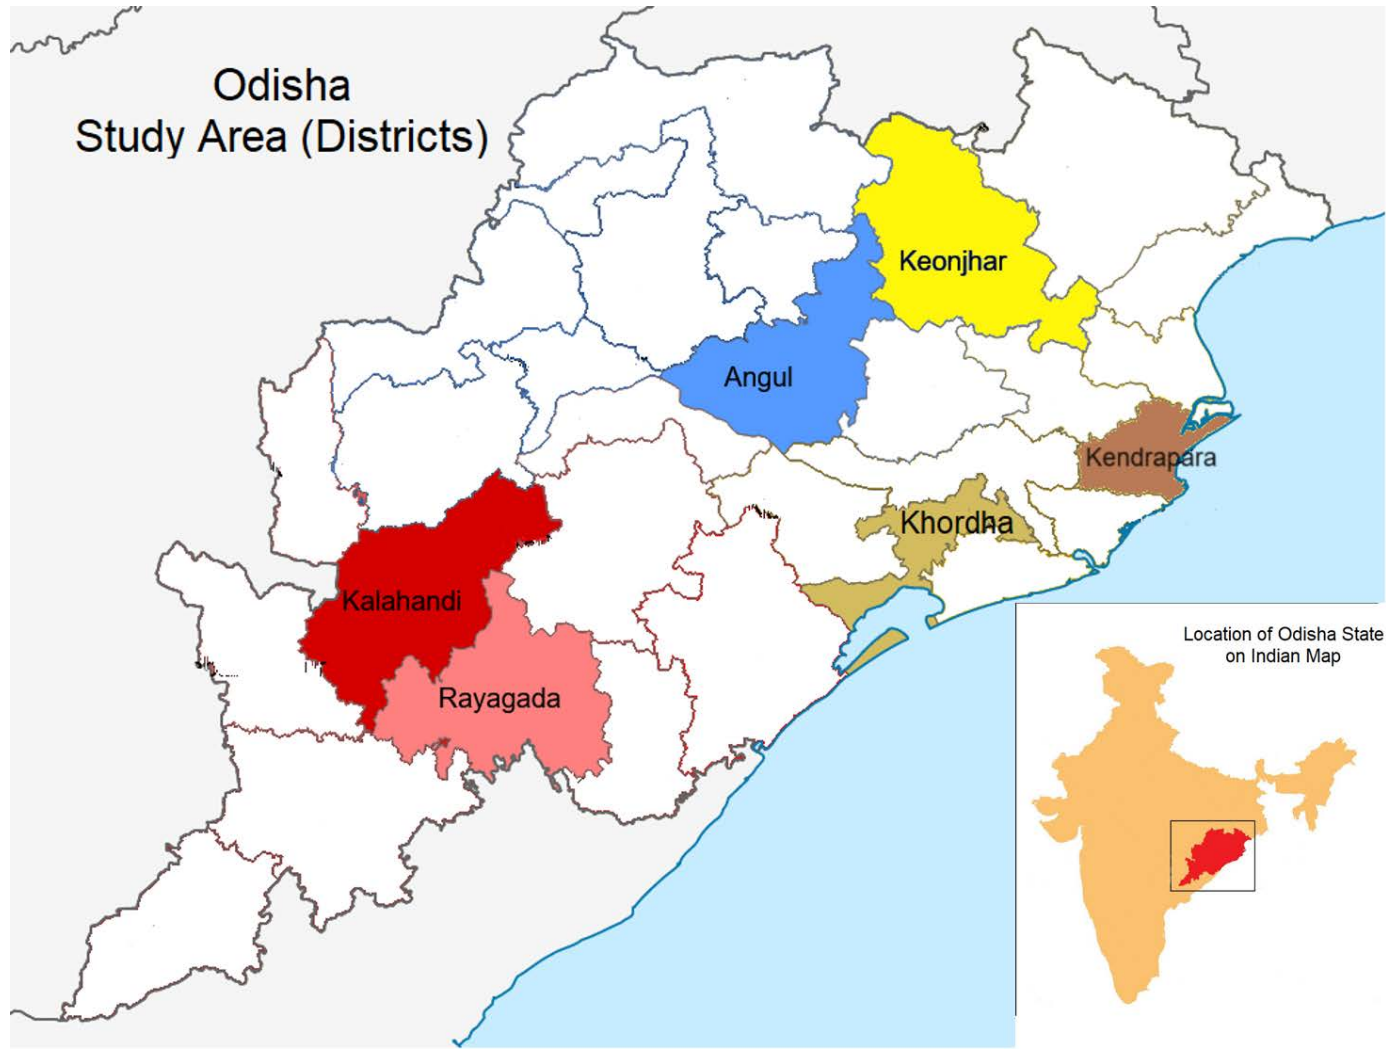 Odisha
Study Area (Districts)
Keonjhar
Angul
Kendrapara
Khordha
Kalahandi
Rayagada
Location of Odisha State
on Indian Map